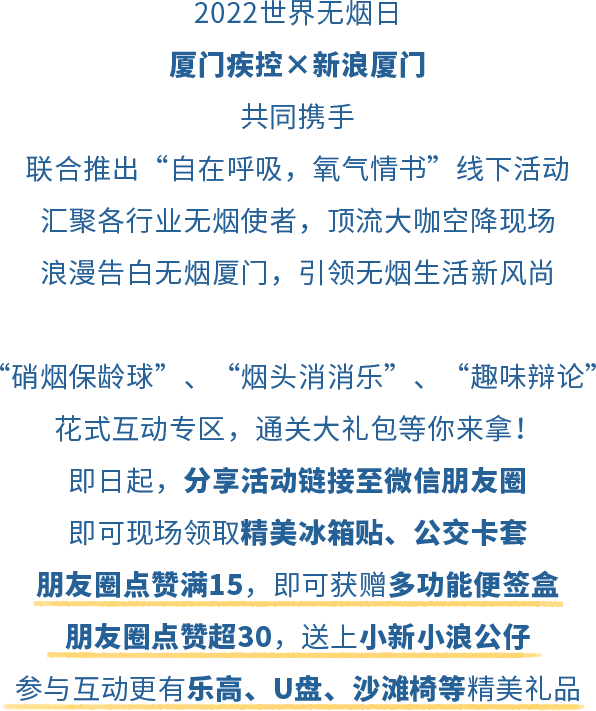 2022世界无烟日
厦门疾控×新浪厦门
共同携手
联合推出“自在呼吸，氧气情书”线下活动
汇聚各行业无烟使者，顶流大咖空降现场
浪漫告白无烟厦门，引领无烟生活新风尚
“硝烟保龄球”、“烟头消消乐”、“趣味辩论”
花式互动专区，通关大礼包等你来拿！
即日起，分享活动链接至微信朋友圈
即可现场领取精美冰箱贴、公交卡套
朋友圈点赞满15，即可获赠多功能便签盒
朋友圈点赞超30，送上小新小浪公仔
参与互动更有乐高、U盘、沙滩椅等精美礼品